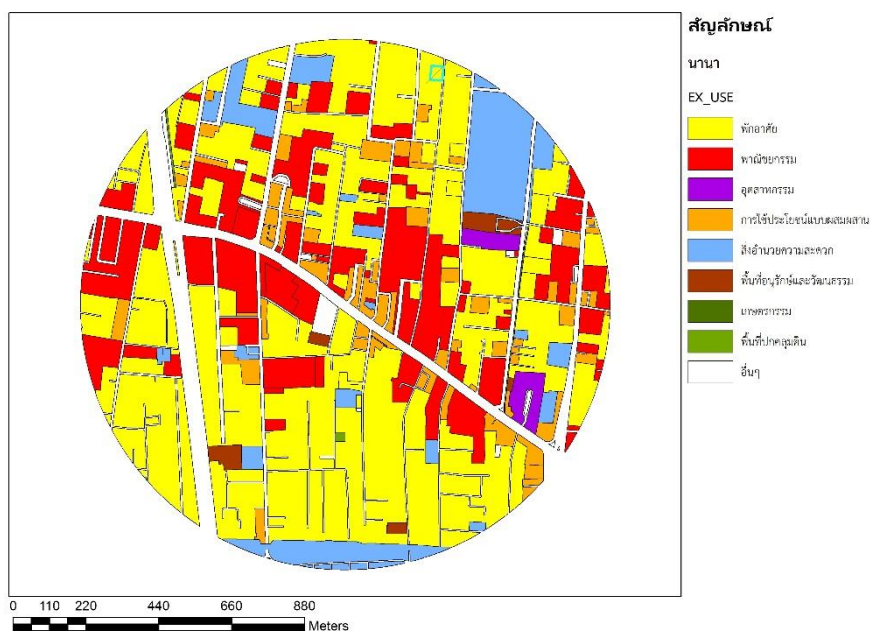 สัญลักษณ์
นานา
EX_USE
พักอาศัย
พาณิชยกรรม
อุตสาหกรรม
การใช้ประโยชน์แบบผสมผสาน
สิ่งอำนวยความสะดวก
พื้นที่อนุรักษ์และวัฒนธรรม
เกษตรกรรม
พื้นที่ปกคลุมดิน
อื่นๆ
0 110 220 440 660 880
Meters